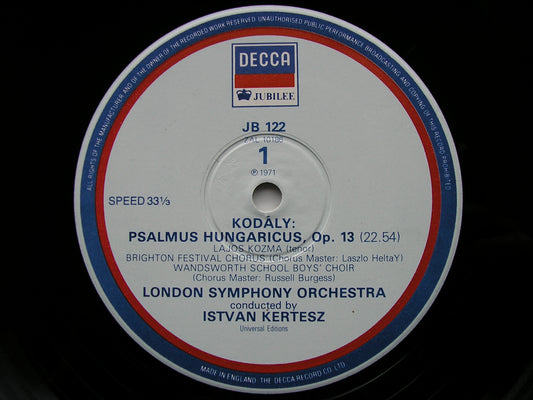 ALL RIGHTS OF THE MANUFACTURER AND OF THE OWNER OF THE RECORDED WORK RESERVED UNAUTHORISED PUBLIC PERFORMANCE BROADCASTING AND COPYING OF THIS RECORD PROHIBITED
DECCA
JUBILEE
JB 122
1
℗ 1971
SPEED 33⅓
KODÁLY:
PSALMUS HUNGARICUS, Op. 13 (22.54)
LAJOS KOZMA (tenor)
BRIGHTON FESTIVAL CHORUS (Chorus Master: Laszlo HeltaY)
WANDSWORTH SCHOOL BOYS' CHOIR
(Chorus Master: Russell Burgess)
LONDON SYMPHONY ORCHESTRA
conducted by
ISTVAN KERTESZ
Universal Editions
MADE IN ENGLAND. THE DECCA RECORD CO. LTD